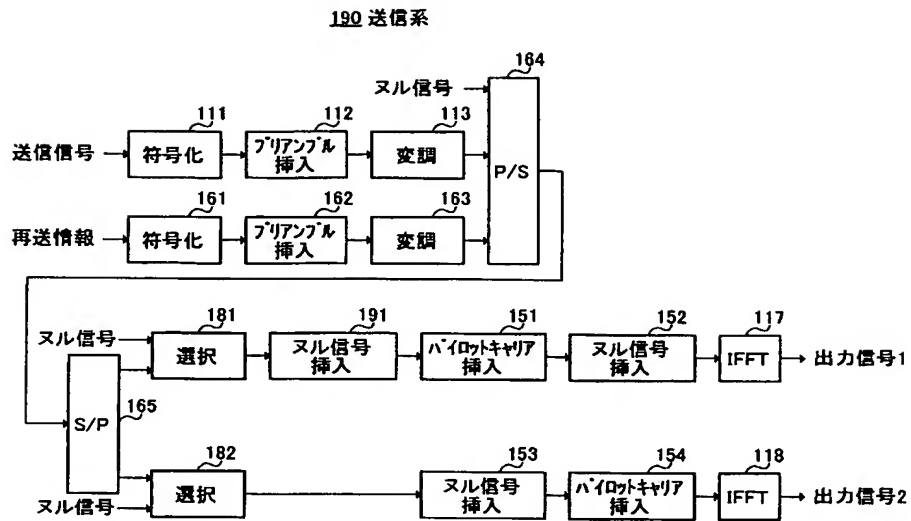 190 送信系
164
ヌル信号
111 112 113
送信信号 符号化 プリアンブル挿入 変調
P/S
161 162 163
再送情報 符号化 プリアンブル挿入 変調
181 191 151 152 117
ヌル信号
選択 ヌル信号挿入 パイロットキャリア挿入 ヌル信号挿入 IFFT 出力信号1
S/P 165
182 153 154 118
ヌル信号 選択 ヌル信号挿入 パイロットキャリア挿入 IFFT 出力信号2